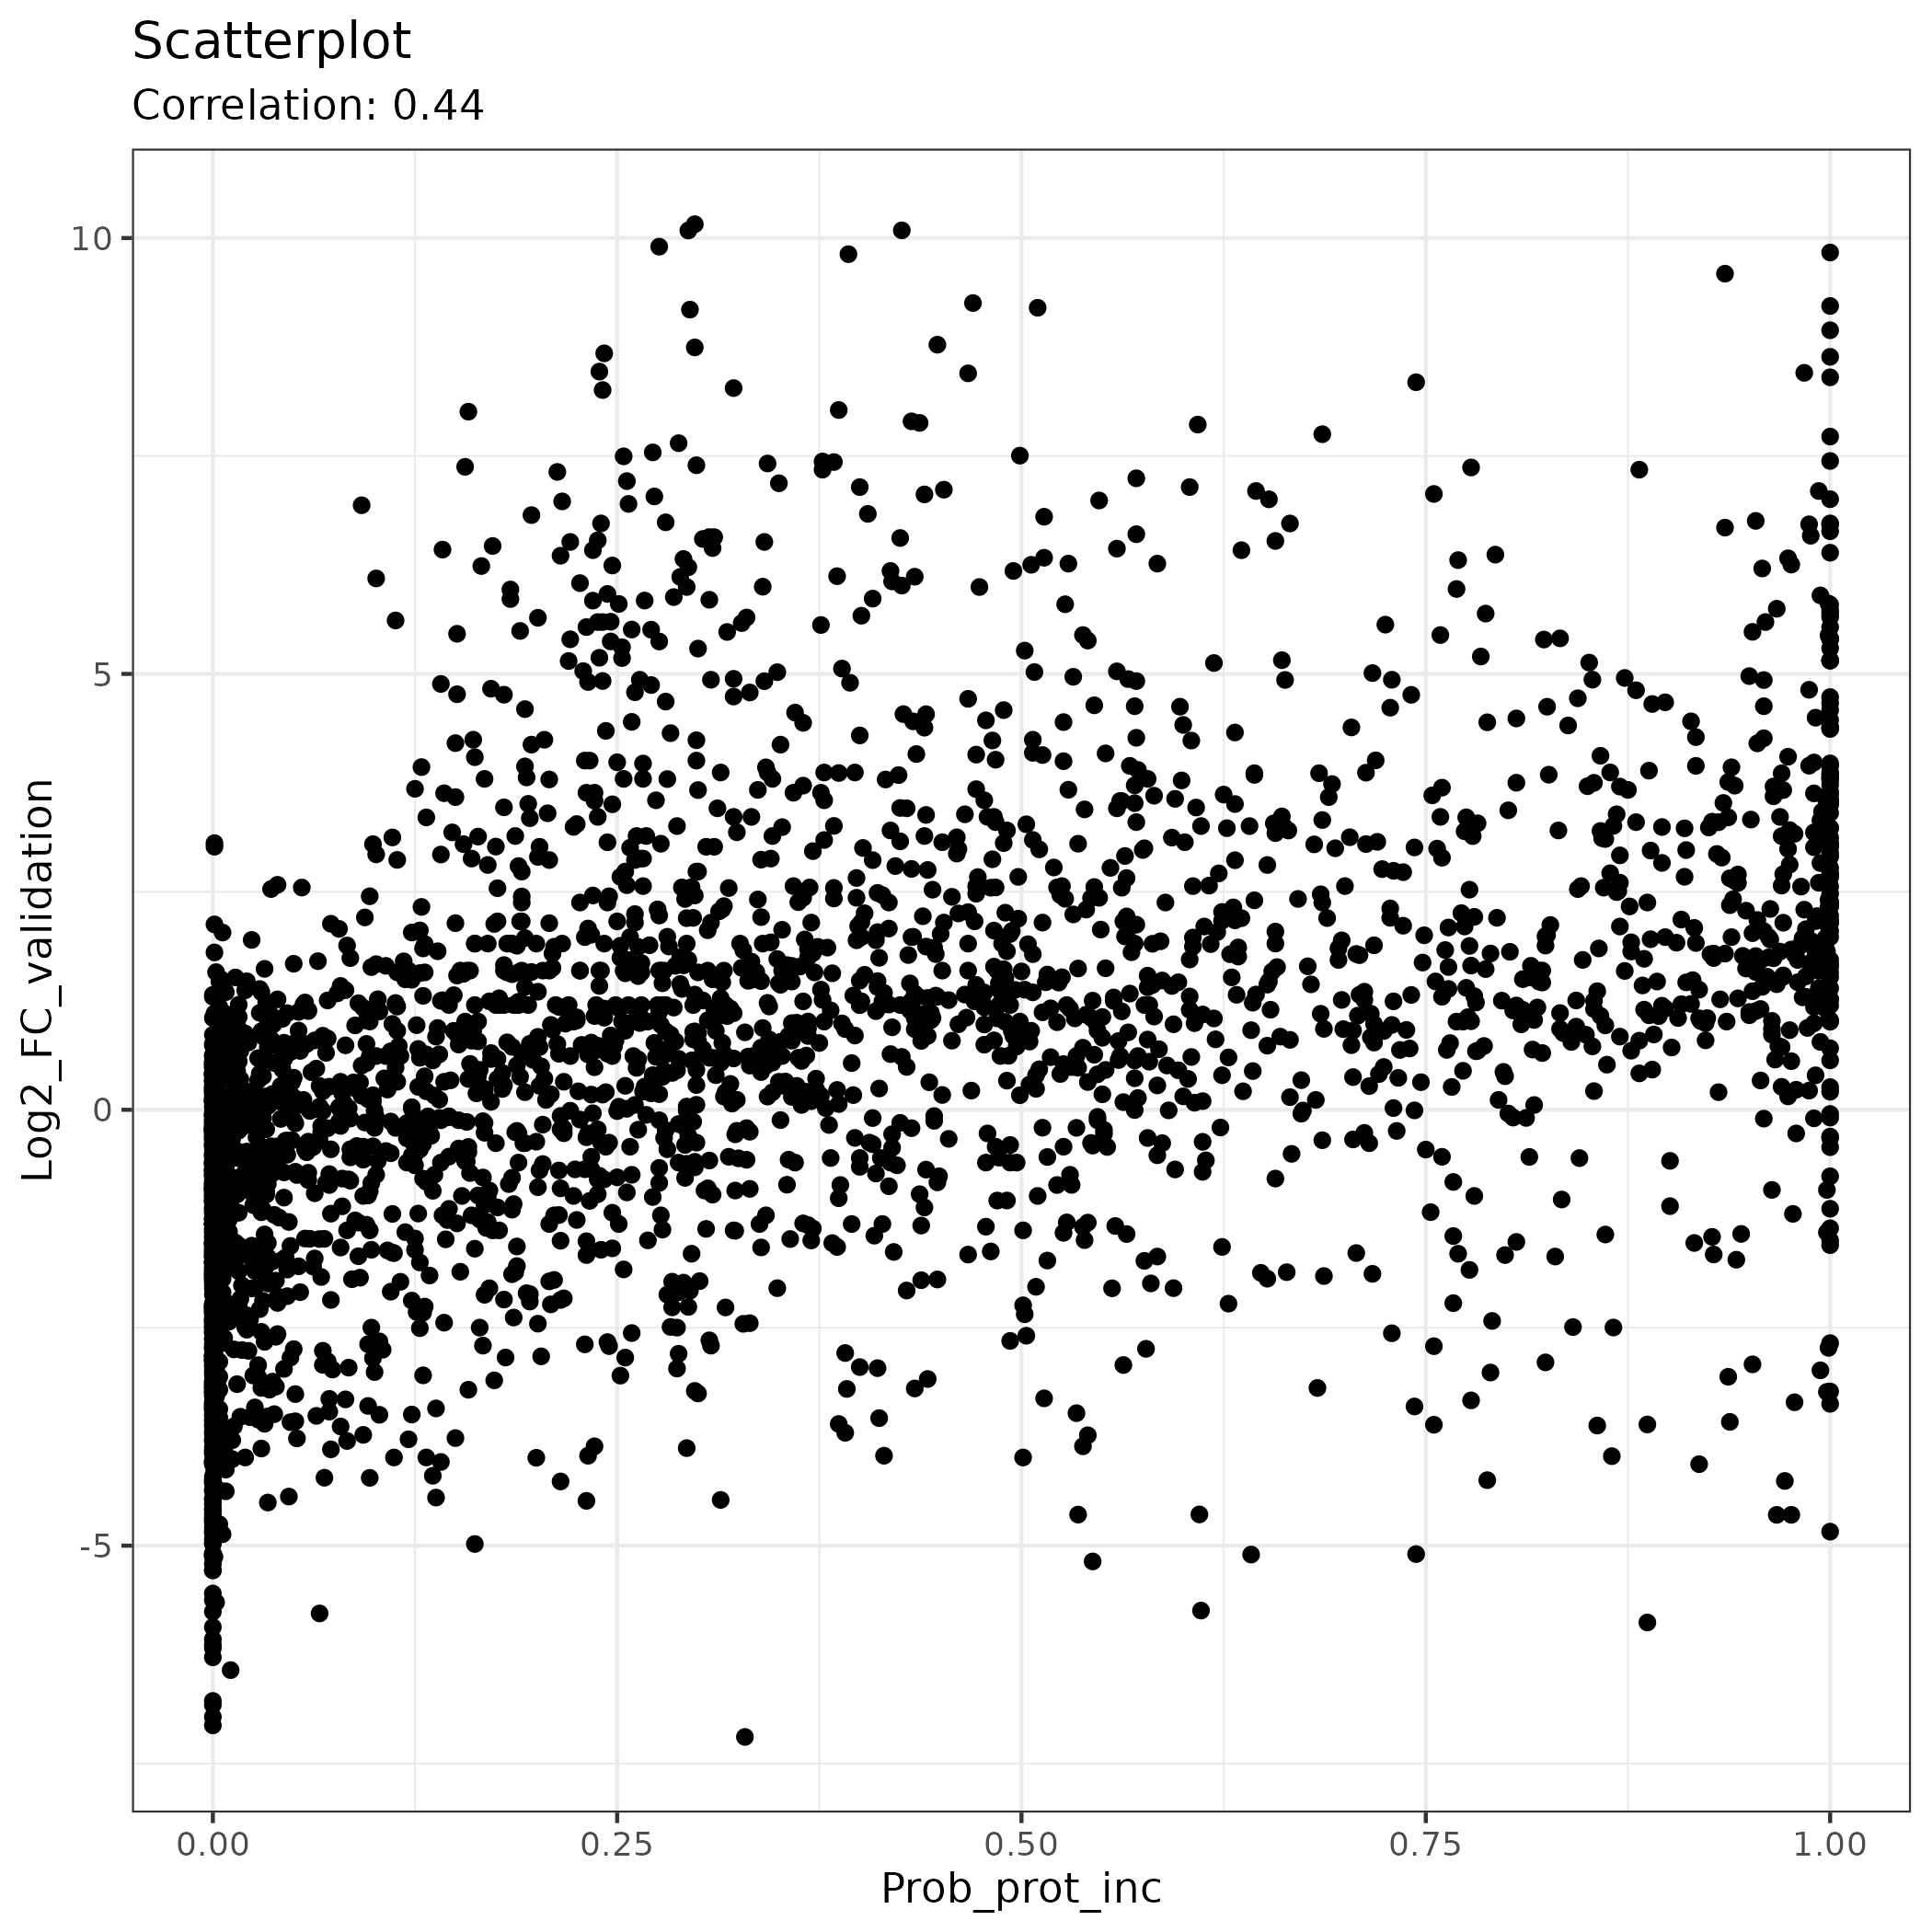 Scatterplot
Correlation: 0.44
10
5
0
-5
Log2_FC_validation
0.00 0.25 0.50 0.75 1.00
Prob_prot_inc